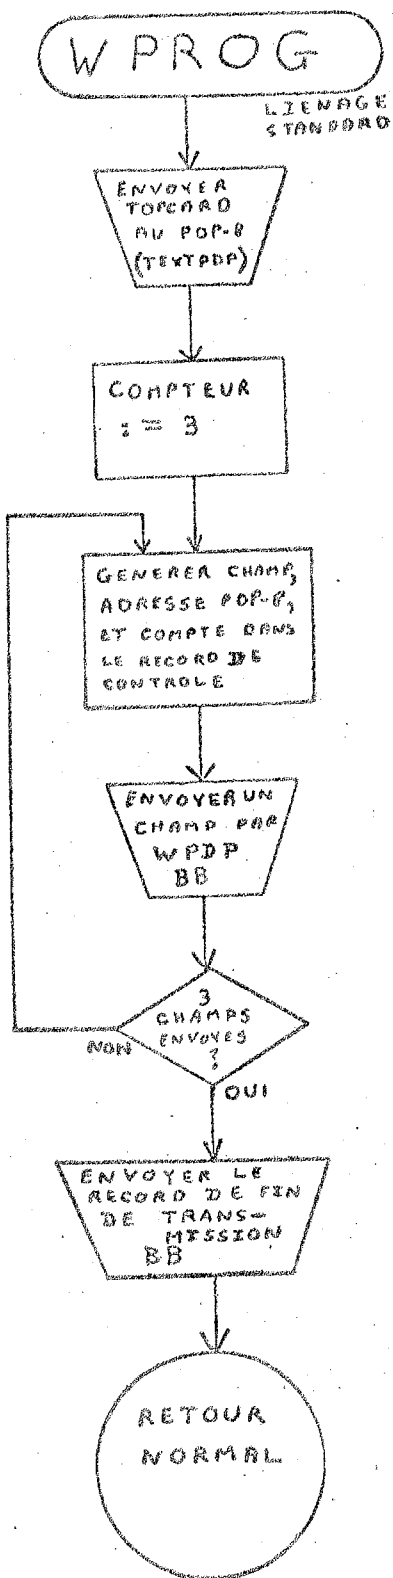 W PROG
LIENAGE
STANDARD
ENVOYER
TOPCARD
AU PDP-8
(TEXTPDP)
COMPTEUR
:= 3
GENERER CHAMP,
ADRESSE PDP-8,
ET COMPTE DANS
LE RECORD DE
CONTROLE
ENVOYER UN
CHAMP PAR
WPDP
BB
3
CHAMPS
ENVOYES
?
NON
OUI
ENVOYER LE
RECORD DE FIN
DE TRANS-
MISSION
BB
RETOUR
NORMAL